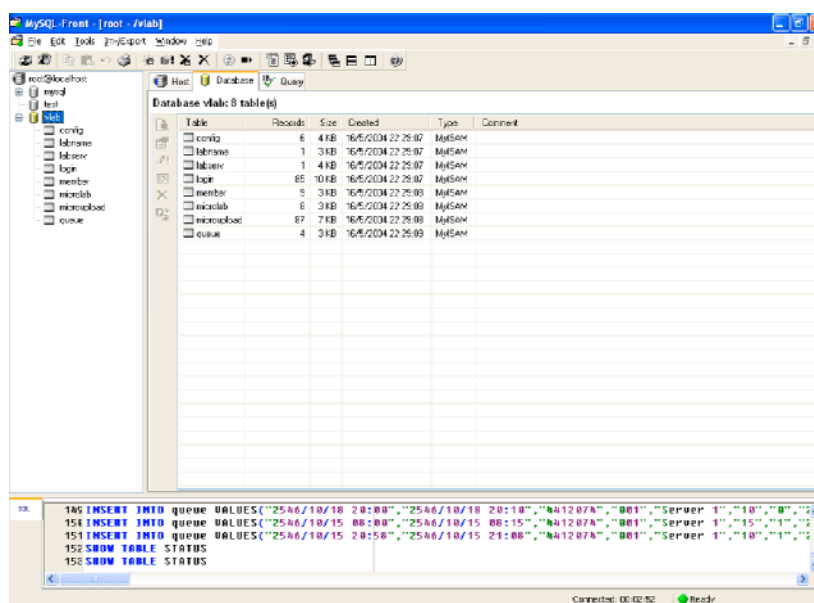 MySQL-Front - [root - /vlab]
File Edit Tools Im-/Export Window Help
root@localhost
mysql
test
vlab
config
labname
labserv
login
member
microlab
microupload
queue
Host Database Query
Database vlab: 8 table(s)
Table Records Size Created Type Comment
config 6 4 KB 16/5/2004 22:29:07 MyISAM
labname 1 3 KB 16/5/2004 22:29:07 MyISAM
labserv 1 4 KB 16/5/2004 22:29:07 MyISAM
login 85 10 KB 16/5/2004 22:29:07 MyISAM
member 9 3 KB 16/5/2004 22:29:08 MyISAM
microlab 8 3 KB 16/5/2004 22:29:08 MyISAM
microupload 87 7 KB 16/5/2004 22:29:08 MyISAM
queue 4 3 KB 16/5/2004 22:29:09 MyISAM
SQL
149 INSERT INTO queue VALUES("2546/10/18 20:00","2546/10/18 20:10","4412074","001","Server 1","10","0",
150 INSERT INTO queue VALUES("2546/10/15 08:00","2546/10/15 08:15","4412074","001","Server 1","15","1",
151 INSERT INTO queue VALUES("2546/10/15 20:58","2546/10/15 21:08","4412074","001","Server 1","10","1",
152 SHOW TABLE STATUS
153 SHOW TABLE STATUS
Connected: 00:02:52 Ready